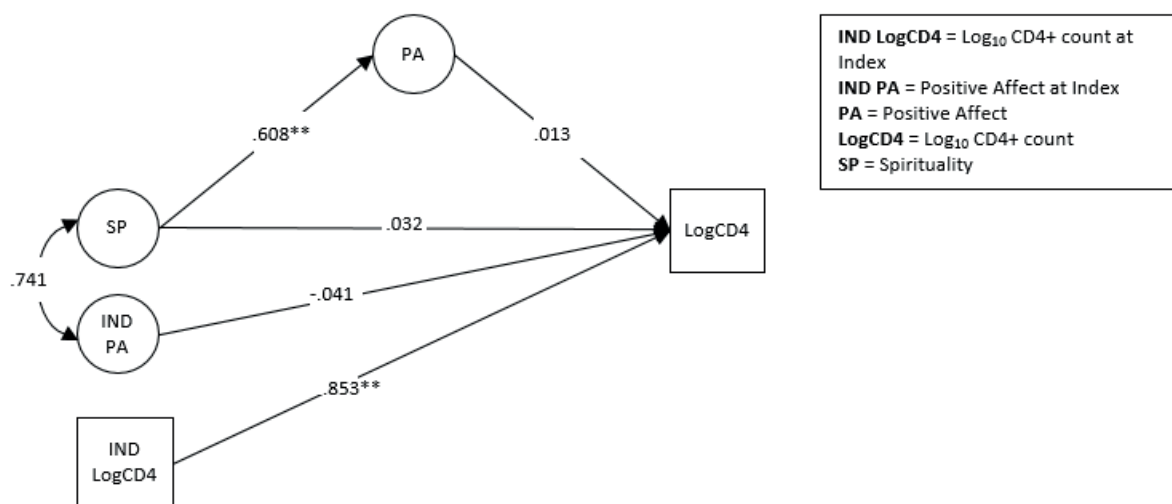 PA
IND LogCD4 = Log₁₀ CD4+ count at
Index
IND PA = Positive Affect at Index
PA = Positive Affect
LogCD4 = Log₁₀ CD4+ count
SP = Spirituality
.608**
.013
SP
.032
LogCD4
.741
-.041
IND
PA
.853**
IND
LogCD4